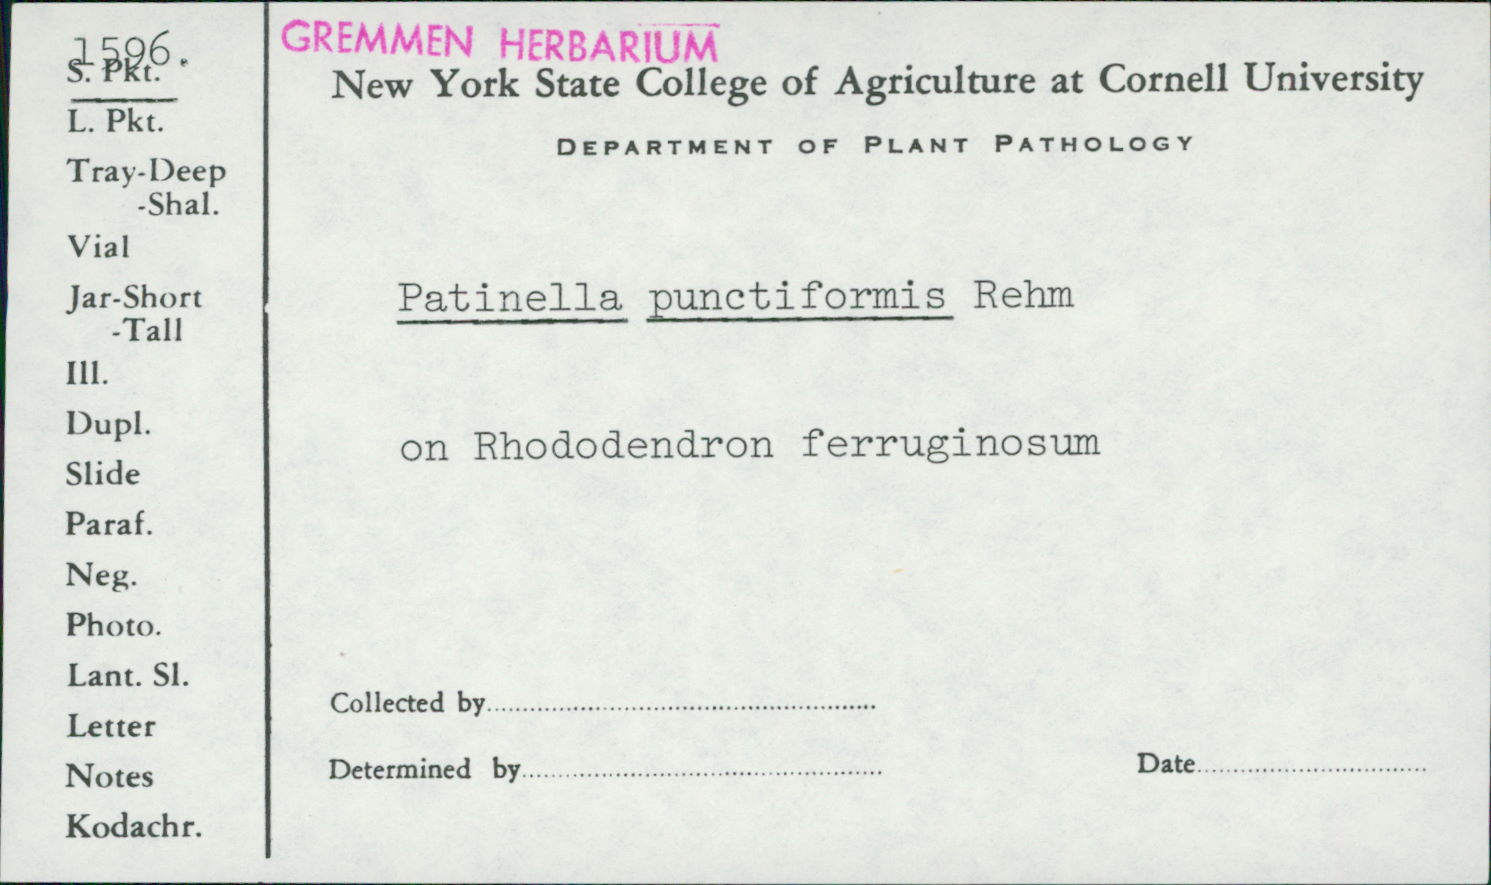 1596.
S. Pkt.
L. Pkt.
Tray-Deep
-Shal.
Vial
Jar-Short
-Tall
Ill.
Dupl.
Slide
Paraf.
Neg.
Photo.
Lant. Sl.
Letter
Notes
Kodachr.
GREMMEN HERBARIUM
New York State College of Agriculture at Cornell University
DEPARTMENT OF PLANT PATHOLOGY
Patinella punctiformis Rehm
on Rhododendron ferruginosum
Collected by
Determined by
Date